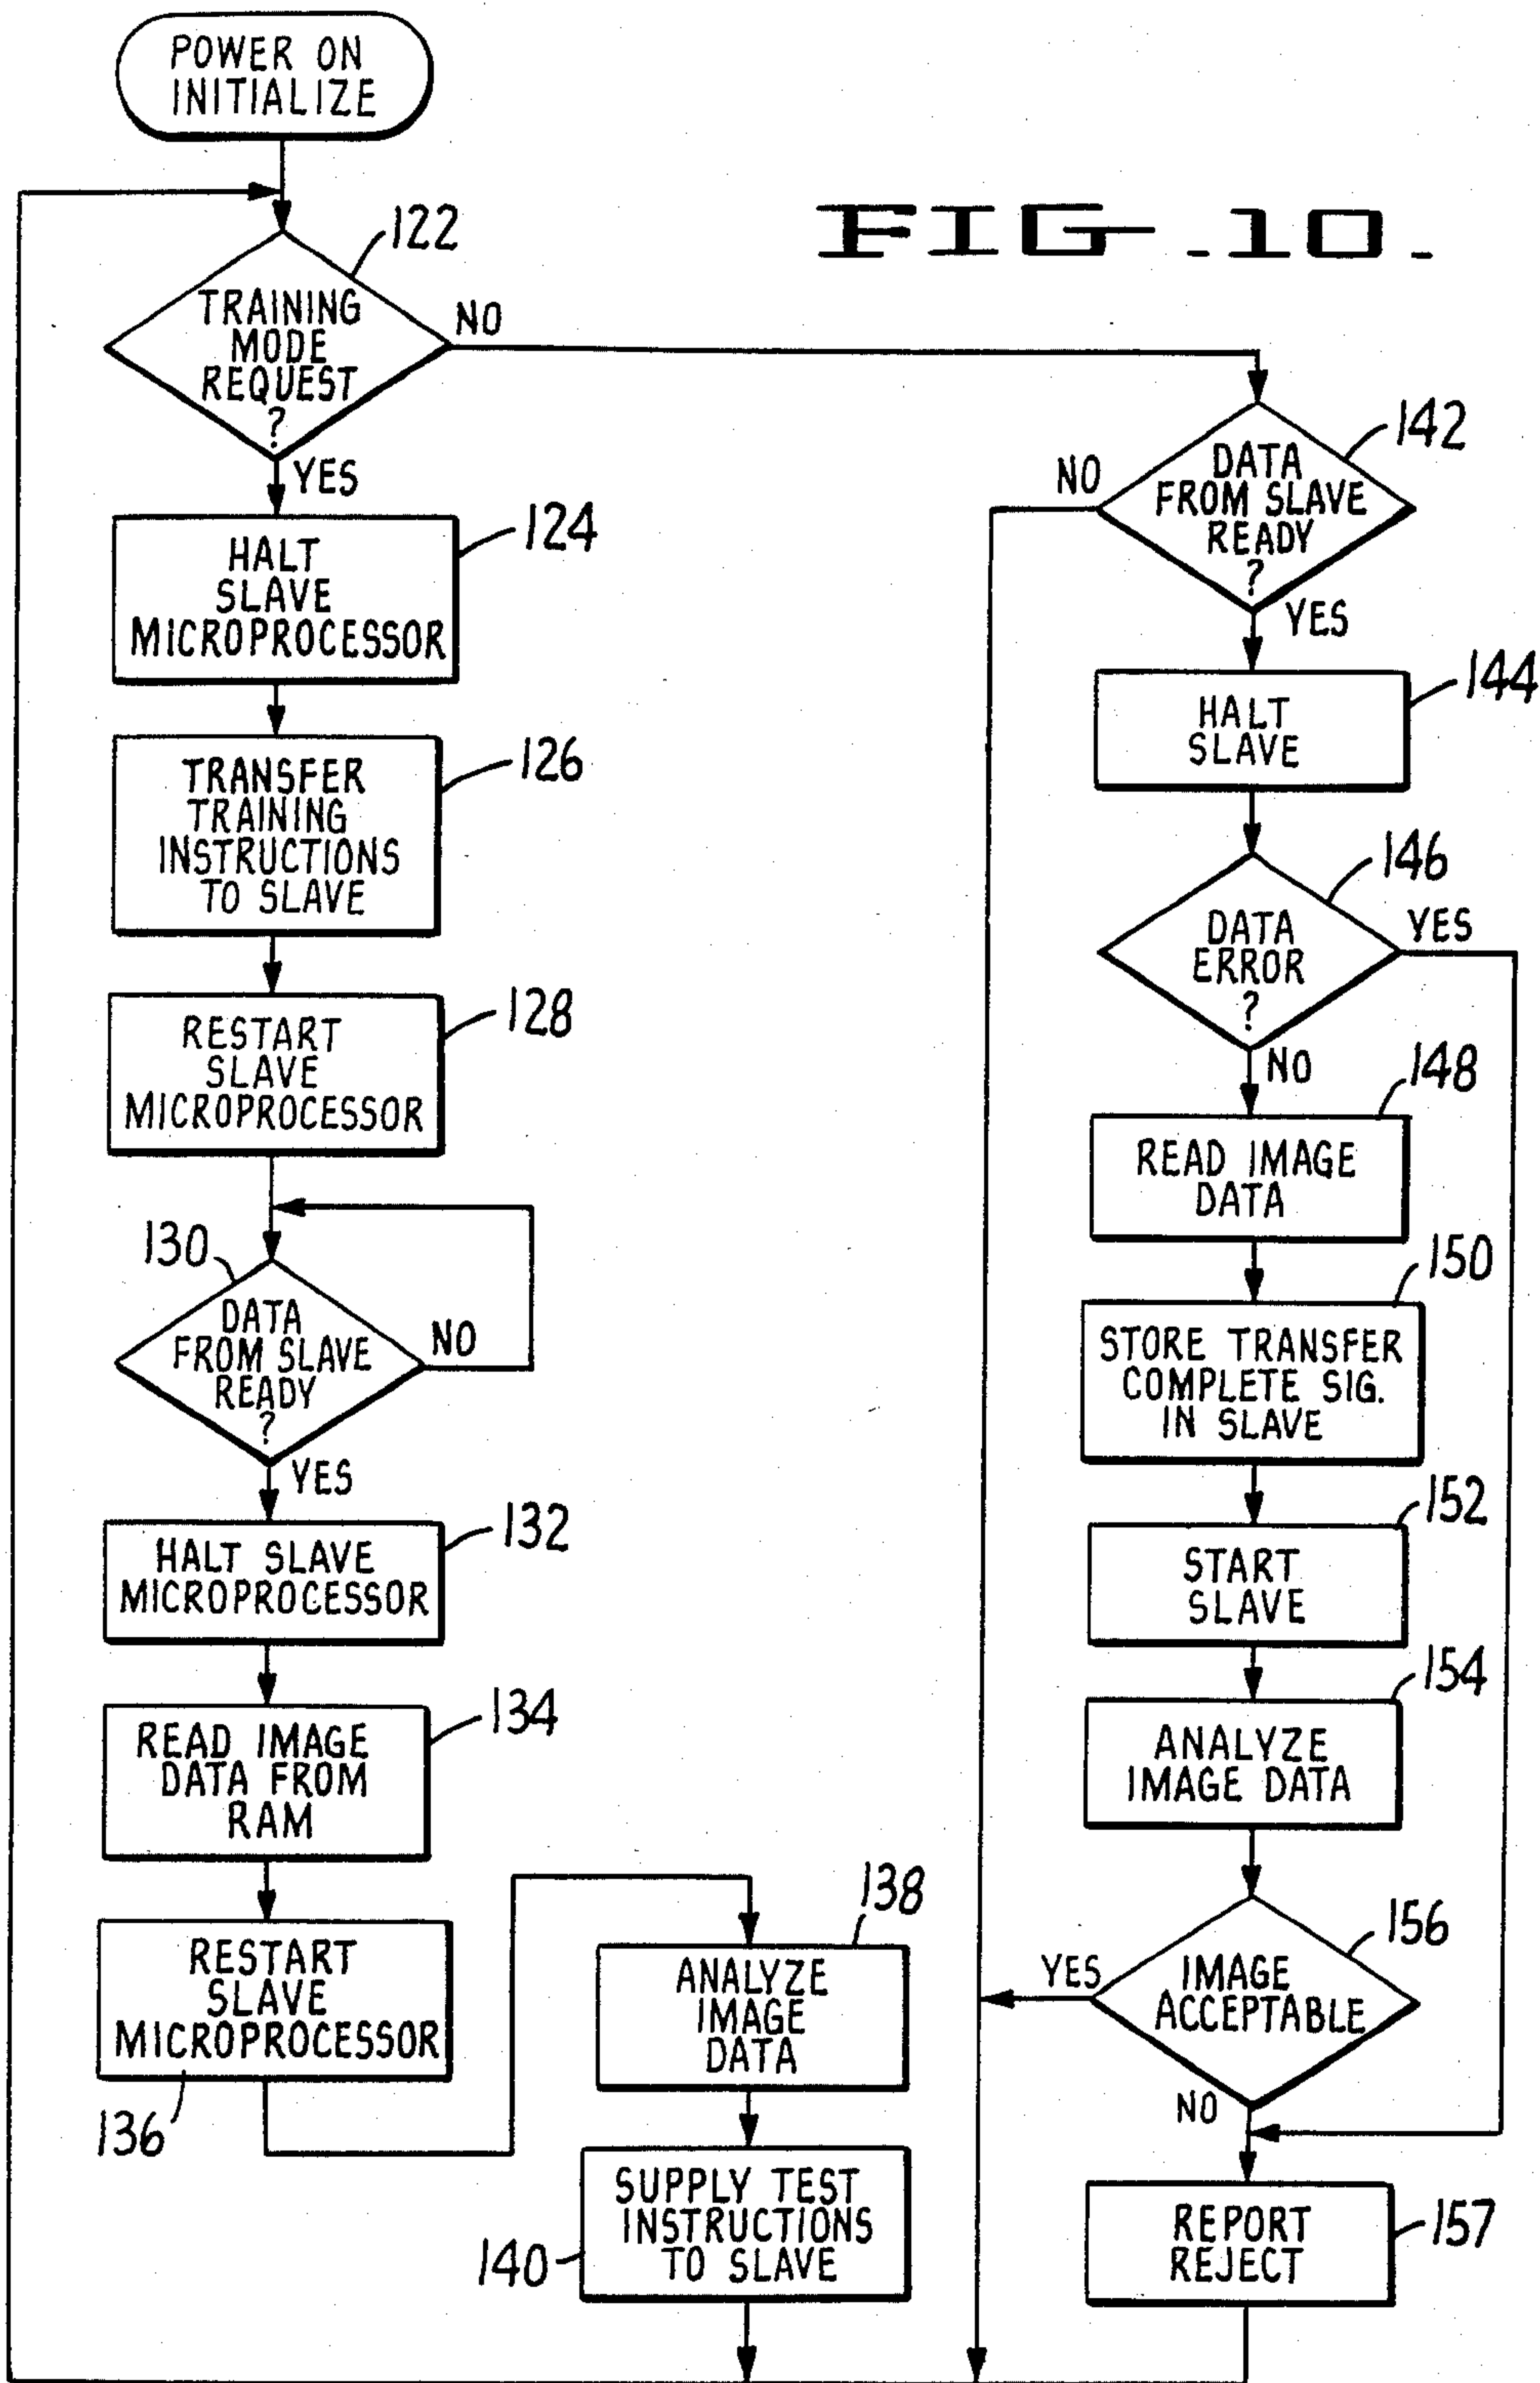 POWER ON
INITIALIZE
FIG.10.
122
TRAINING
MODE
REQUEST
?
NO
YES
124
HALT
SLAVE
MICROPROCESSOR
126
TRANSFER
TRAINING
INSTRUCTIONS
TO SLAVE
128
RESTART
SLAVE
MICROPROCESSOR
130
DATA
FROM SLAVE
READY
?
NO
YES
132
HALT SLAVE
MICROPROCESSOR
134
READ IMAGE
DATA FROM
RAM
RESTART
SLAVE
MICROPROCESSOR
136
138
ANALYZE
IMAGE
DATA
SUPPLY TEST
INSTRUCTIONS
TO SLAVE
140
142
DATA
FROM SLAVE
READY
?
NO
YES
144
HALT
SLAVE
146
DATA
ERROR
?
YES
NO
148
READ IMAGE
DATA
150
STORE TRANSFER
COMPLETE SIG.
IN SLAVE
152
START
SLAVE
154
ANALYZE
IMAGE DATA
156
IMAGE
ACCEPTABLE
YES
NO
REPORT
REJECT
157